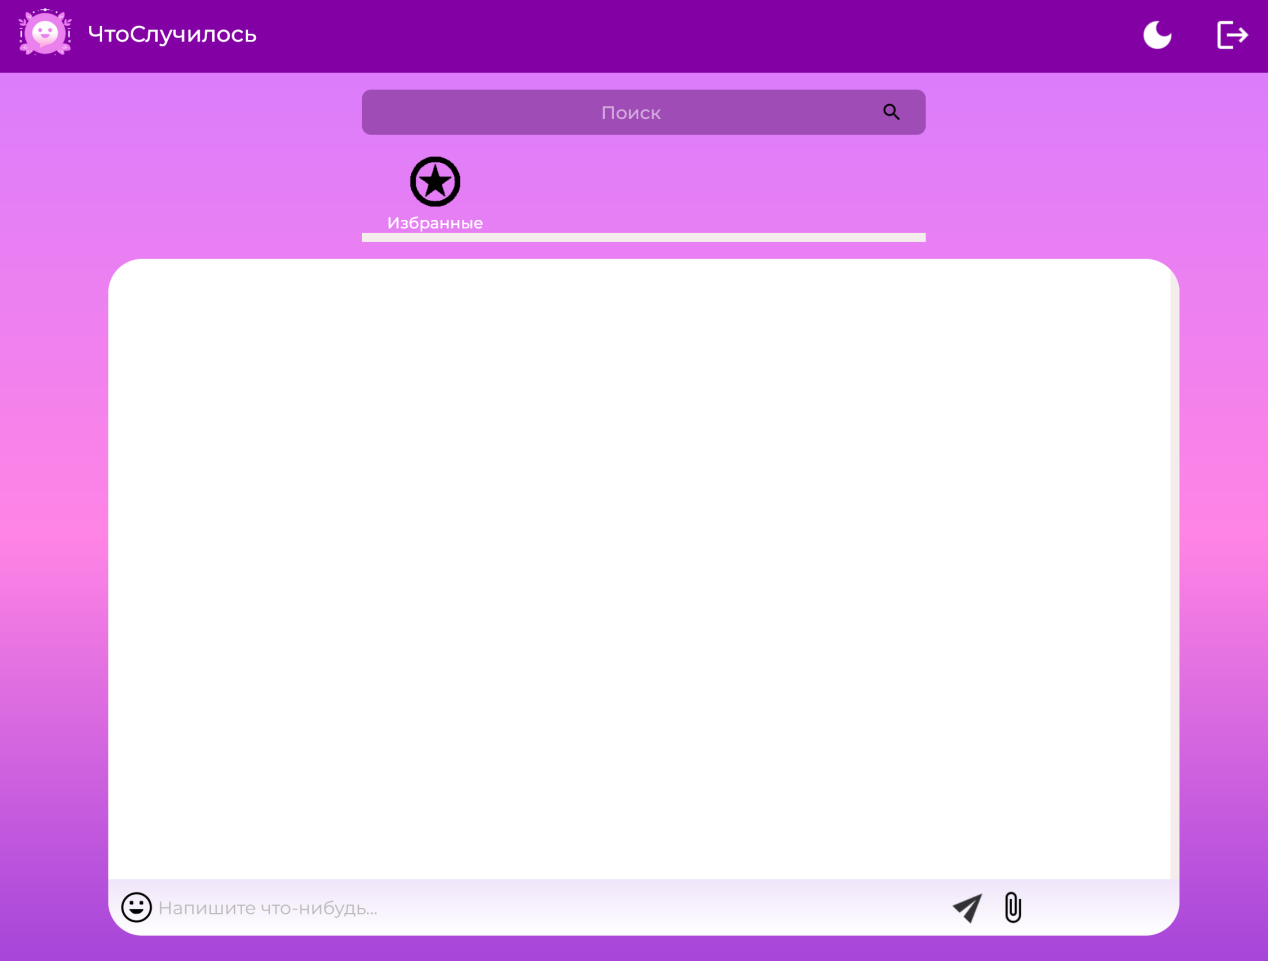 ЧтоСлучилось
Поиск
Избранные
Напишите что-нибудь...